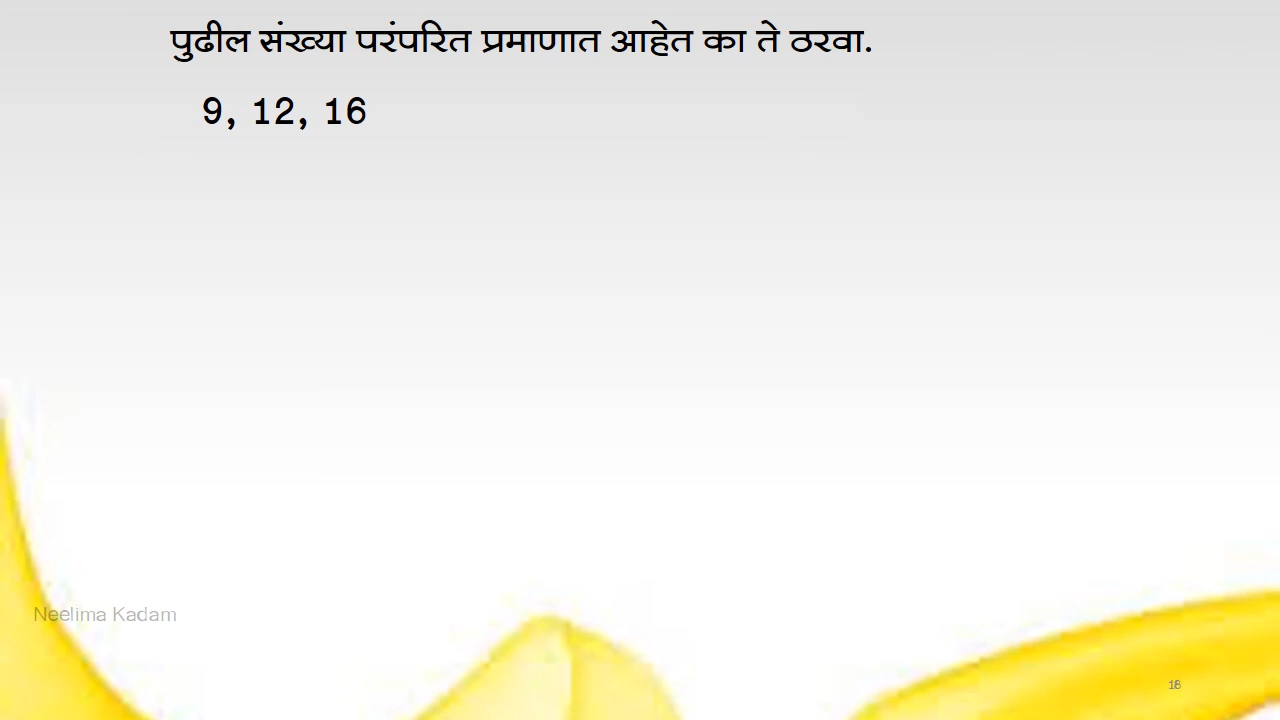 पुढील संख्या परंपरित प्रमाणात आहेत का ते ठरवा.
9, 12, 16
Neelima Kadam